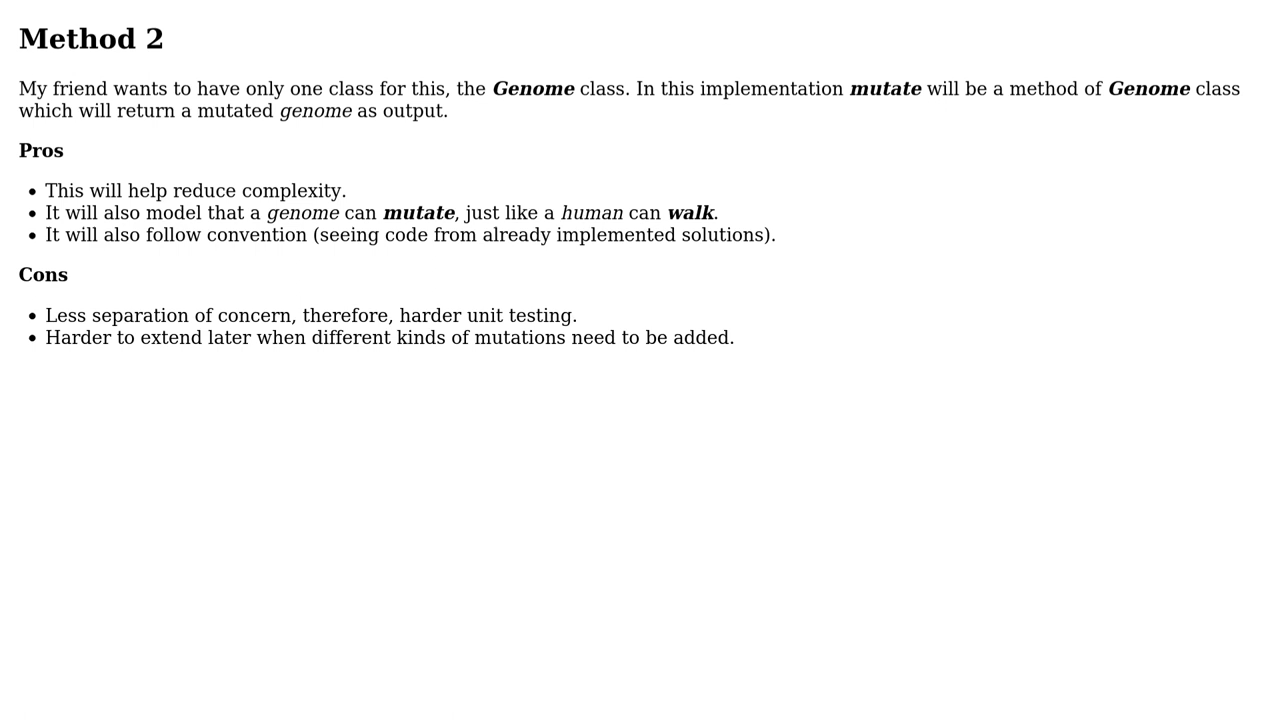 Method 2
My friend wants to have only one class for this, the Genome class. In this implementation mutate will be a method of Genome class
which will return a mutated genome as output.
Pros
• This will help reduce complexity.
• It will also model that a genome can mutate, just like a human can walk.
• It will also follow convention (seeing code from already implemented solutions).
Cons
• Less separation of concern, therefore, harder unit testing.
• Harder to extend later when different kinds of mutations need to be added.